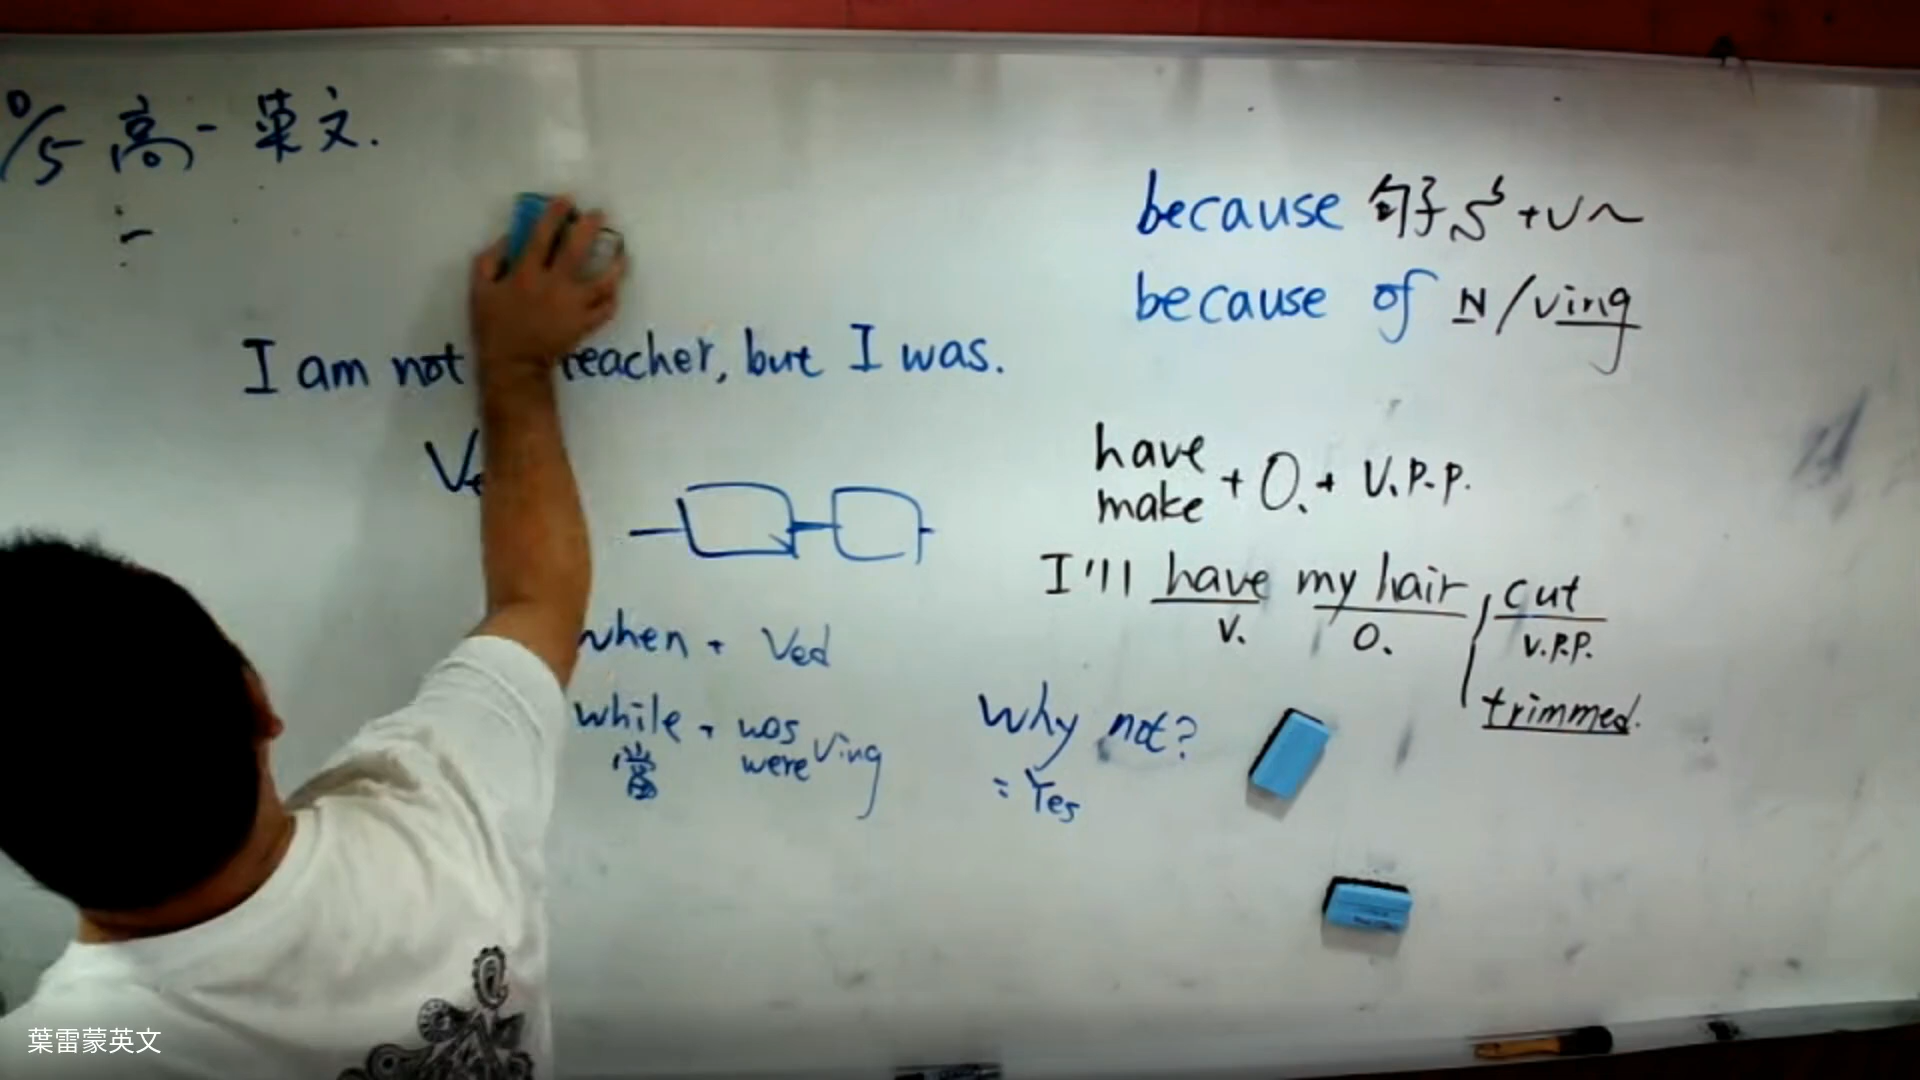 0/5 高一 英文.
I am not teacher, but I was.
when + Ved
while + was were Ving
當
because 句子 S + V ~
because of N / Ving
have make + O. + V.P.P.
I'll have my hair cut
V. O. V.P.P.
trimmed.
Why not?
= Yes
葉雷蒙英文